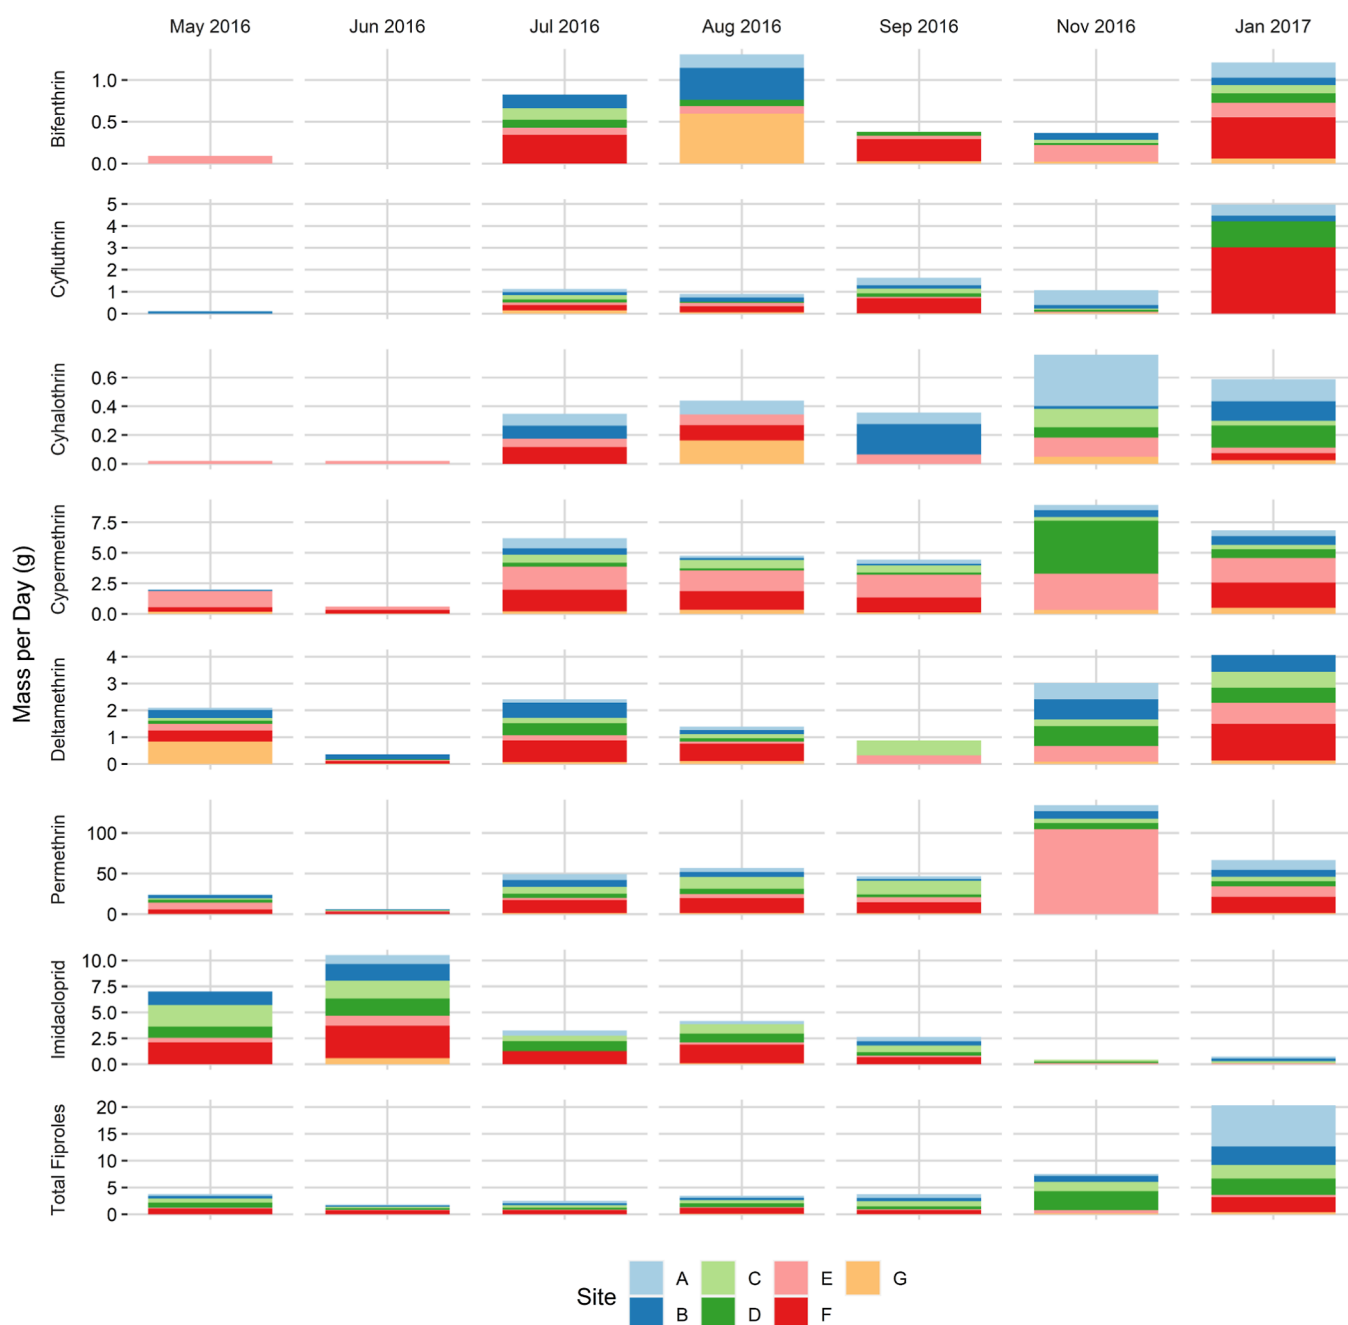 May 2016 Jun 2016 Jul 2016 Aug 2016 Sep 2016 Nov 2016 Jan 2017
Mass per Day (g)
Bifenthrin
1.0
0.5
0.0
Cyfluthrin
5
4
3
2
1
0
Cyhalothrin
0.6
0.4
0.2
0.0
Cypermethrin
7.5
5.0
2.5
0.0
Deltamethrin
4
3
2
1
0
Permethrin
100
50
0
Imidacloprid
10.0
7.5
5.0
2.5
0.0
Total Fiproles
20
15
10
5
0
Site
A C E G
B D F